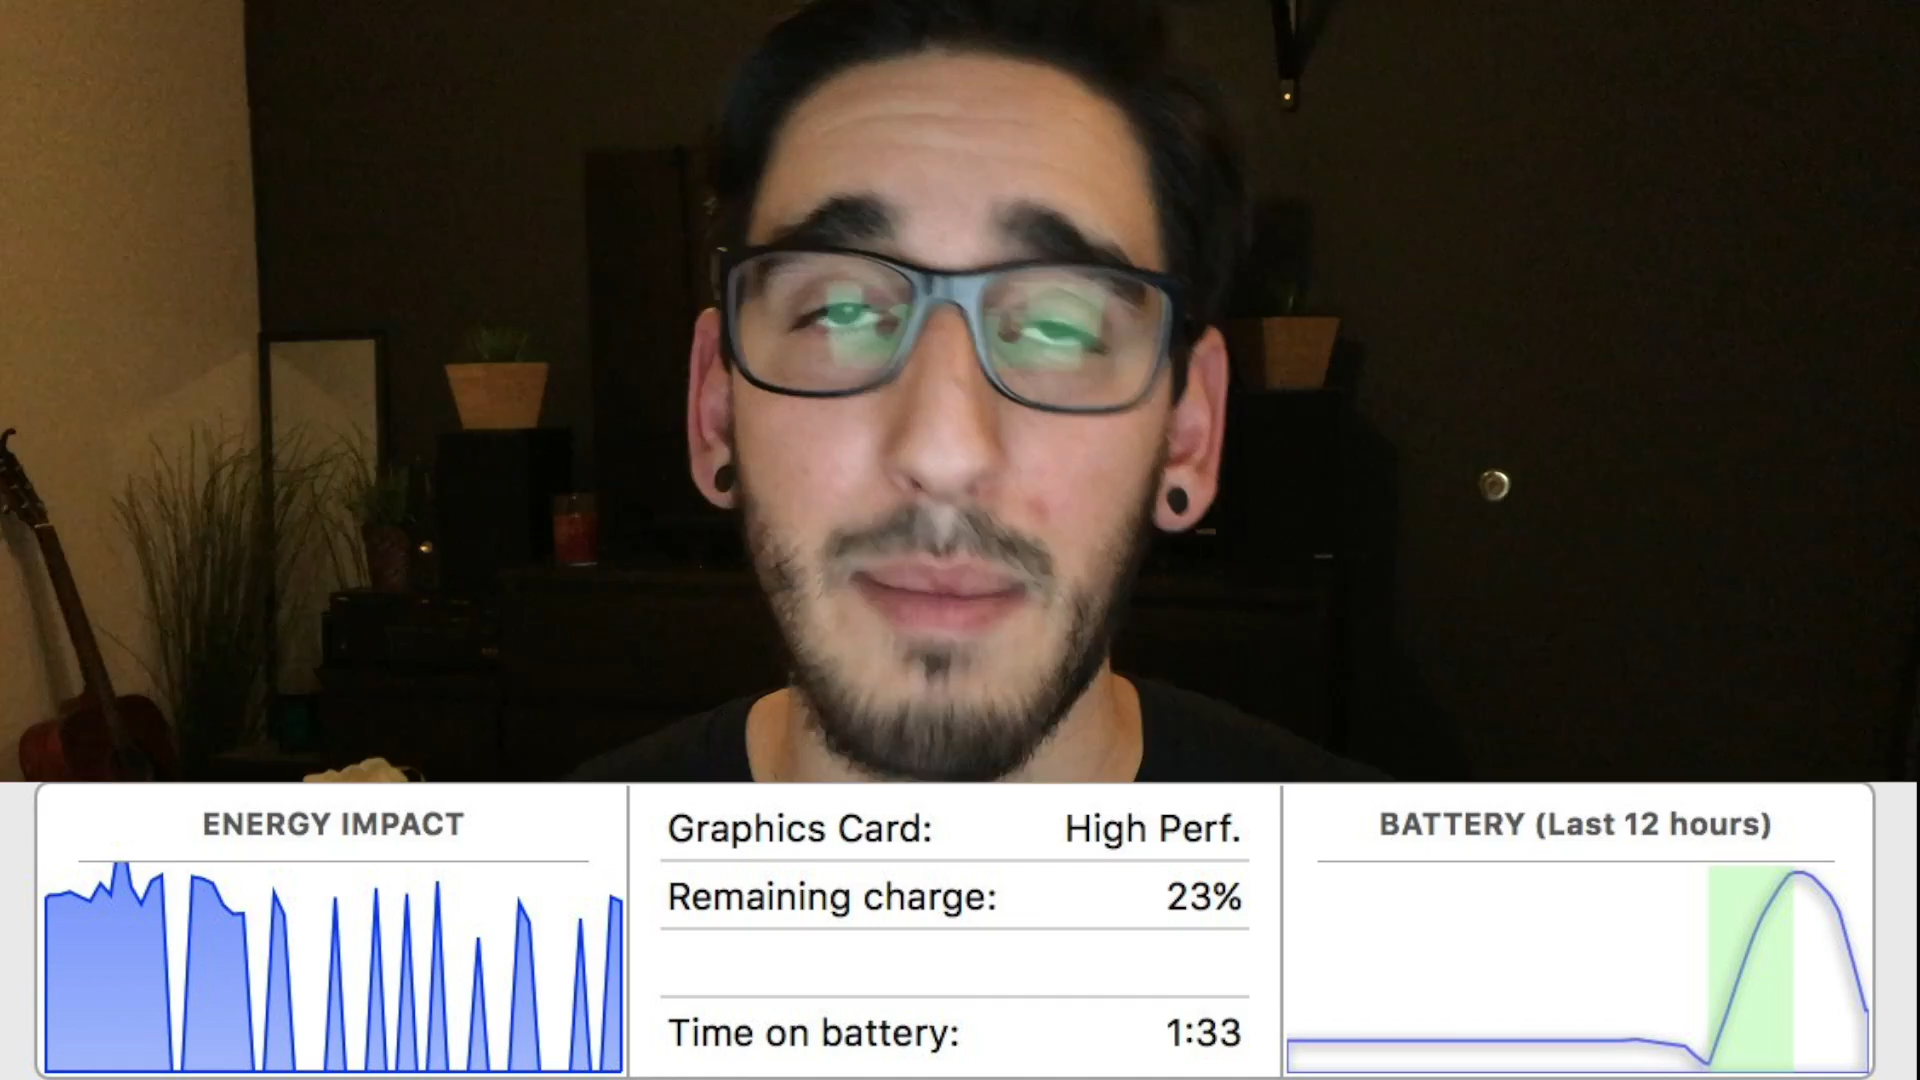 ENERGY IMPACT
Graphics Card: High Perf.
Remaining charge: 23%
Time on battery: 1:33
BATTERY (Last 12 hours)